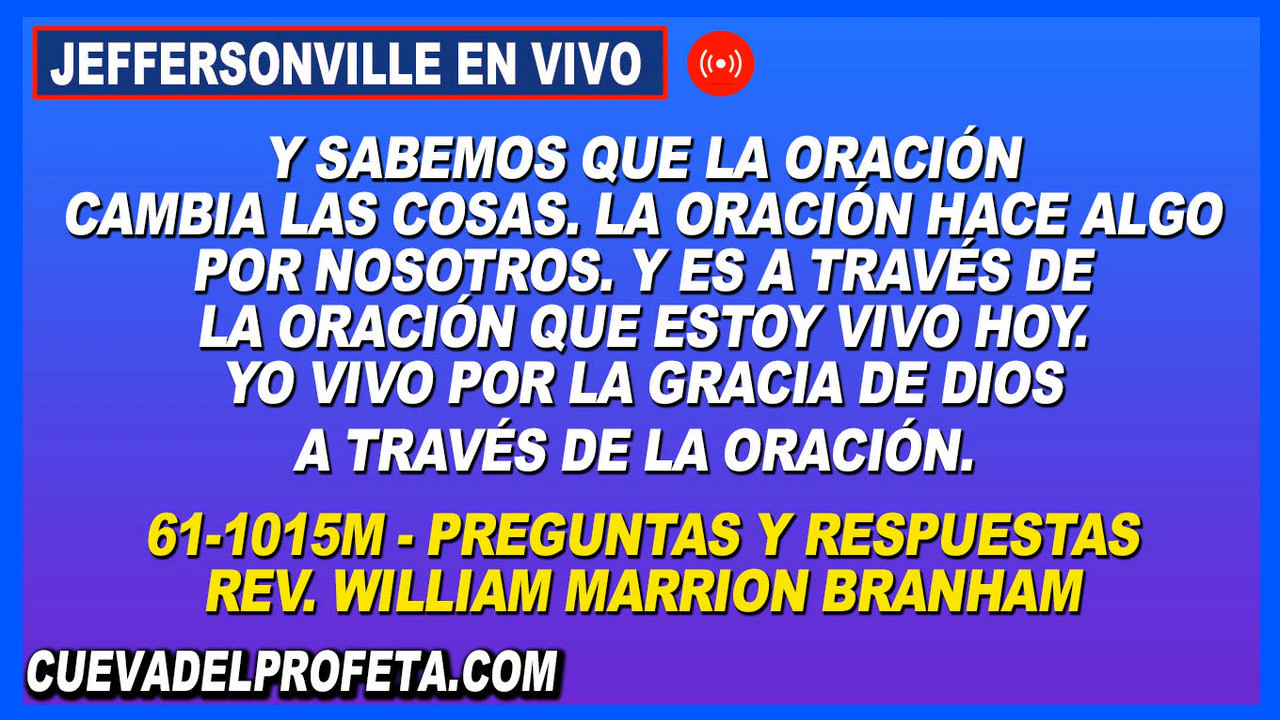 JEFFERSONVILLE EN VIVO
Y SABEMOS QUE LA ORACIÓN
CAMBIA LAS COSAS. LA ORACIÓN HACE ALGO
POR NOSOTROS. Y ES A TRAVÉS DE
LA ORACIÓN QUE ESTOY VIVO HOY.
YO VIVO POR LA GRACIA DE DIOS
A TRAVÉS DE LA ORACIÓN.
61-1015M - PREGUNTAS Y RESPUESTAS
REV. WILLIAM MARRION BRANHAM
CUEVADELPROFETA.COM